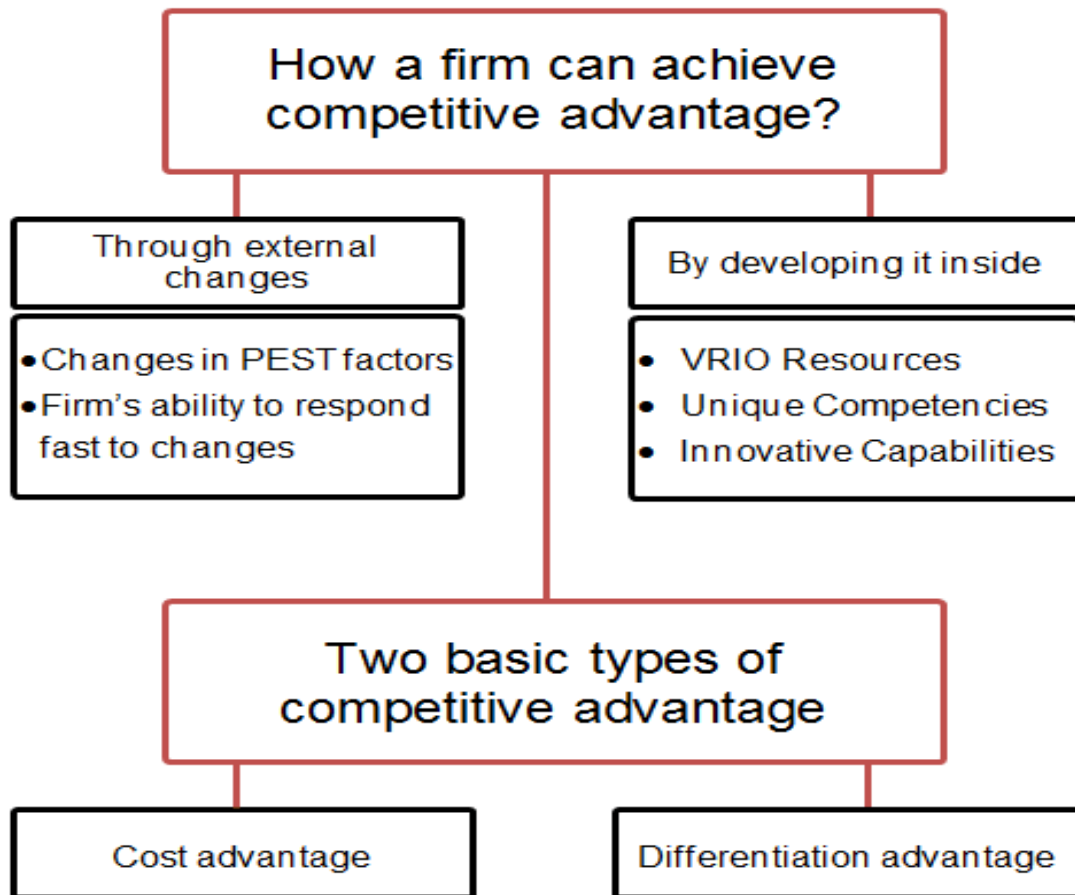 How a firm can achieve
competitive advantage?
Through external
changes
•Changes in PEST factors
•Firm's ability to respond
fast to changes
By developing it inside
• VRIO Resources
• Unique Competencies
• Innovative Capabilities
Two basic types of
competitive advantage
Cost advantage
Differentiation advantage